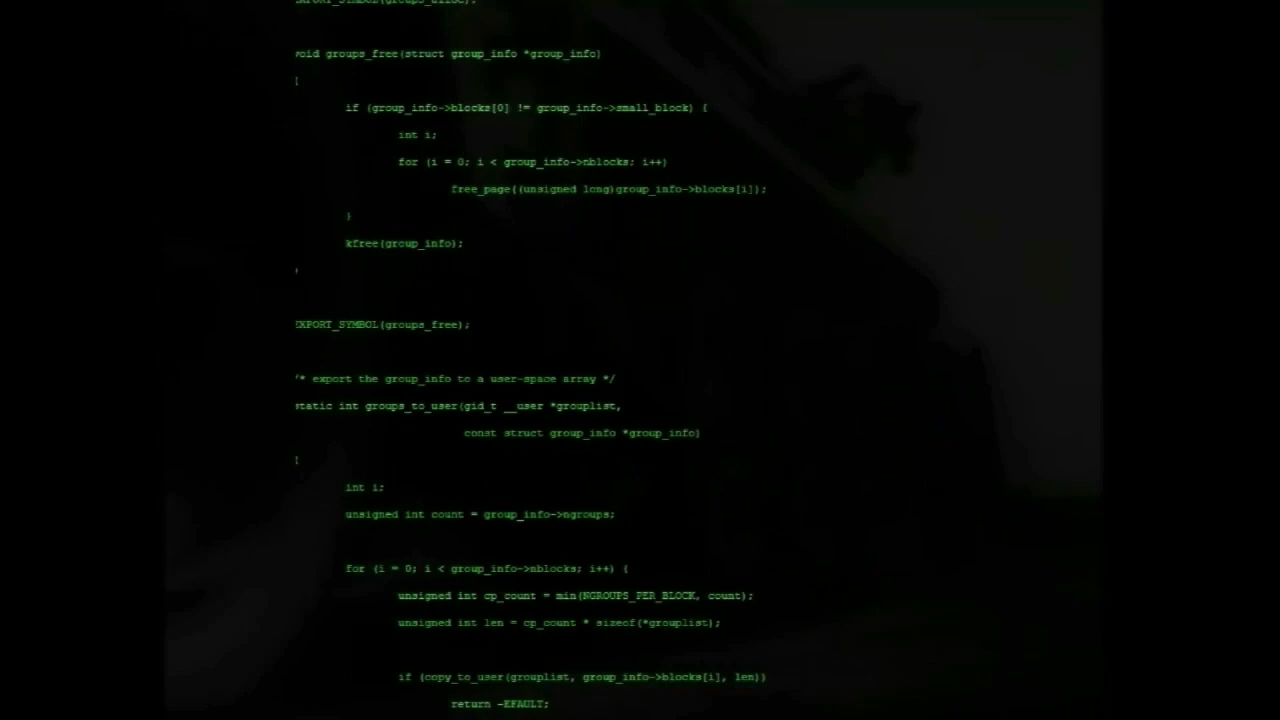 EXPORT_SYMBOL(groups_alloc);
void groups_free(struct group_info *group_info)
{
if (group_info->blocks[0] != group_info->small_block) {
int i;
for (i = 0; i < group_info->nblocks; i++)
free_page((unsigned long)group_info->blocks[i]);
}
kfree(group_info);
}
EXPORT_SYMBOL(groups_free);
/* export the group_info to a user-space array */
static int groups_to_user(gid_t __user *grouplist,
const struct group_info *group_info)
{
int i;
unsigned int count = group_info->ngroups;
for (i = 0; i < group_info->nblocks; i++) {
unsigned int cp_count = min(NGROUPS_PER_BLOCK, count);
unsigned int len = cp_count * sizeof(*grouplist);
if (copy_to_user(grouplist, group_info->blocks[i], len))
return -EFAULT;